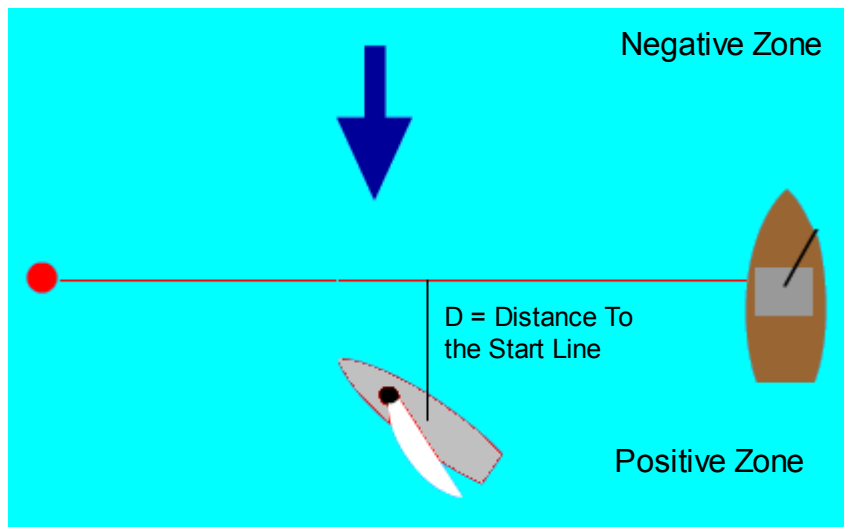 Negative Zone
D = Distance To
the Start Line
Positive Zone